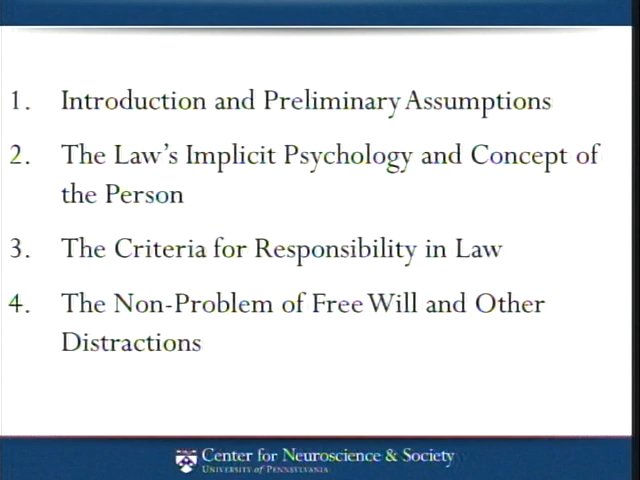 1. Introduction and Preliminary Assumptions
2. The Law's Implicit Psychology and Concept of
the Person
3. The Criteria for Responsibility in Law
4. The Non-Problem of Free Will and Other
Distractions
Center for Neuroscience & Society
UNIVERSITY of PENNSYLVANIA